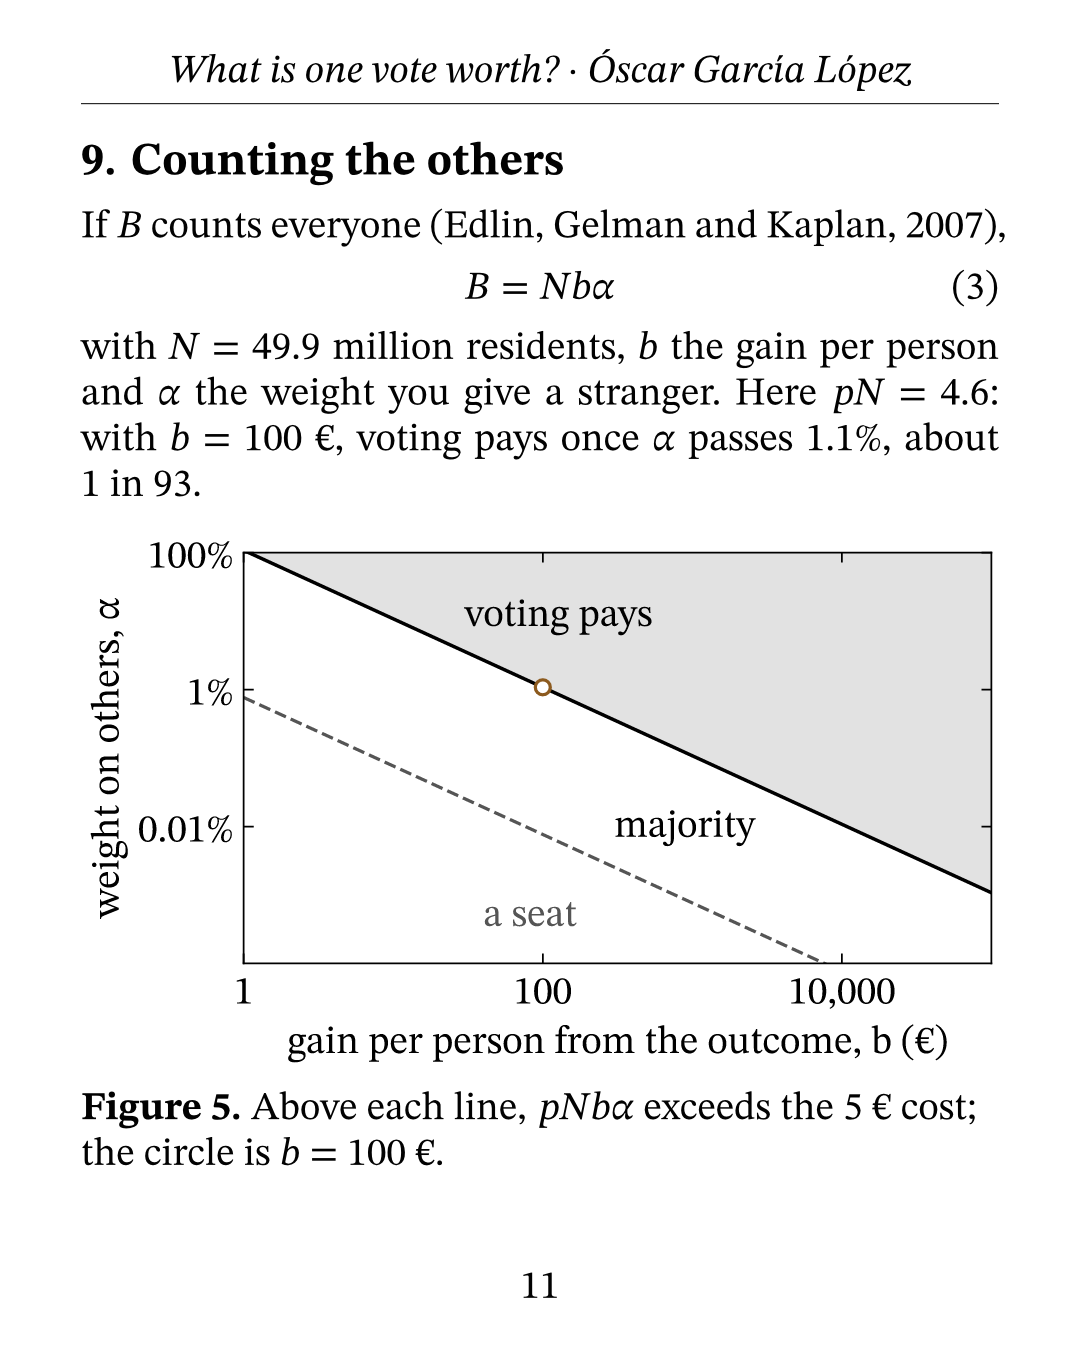 What is one vote worth? · Óscar García López
9. Counting the others
If B counts everyone (Edlin, Gelman and Kaplan, 2007),
B = Nbα (3)
with N = 49.9 million residents, b the gain per person
and α the weight you give a stranger. Here pN = 4.6:
with b = 100 €, voting pays once α passes 1.1%, about
1 in 93.
100%
voting pays
1%
weight on others, α
0.01%
majority
a seat
1 100 10,000
gain per person from the outcome, b (€)
Figure 5. Above each line, pNbα exceeds the 5 € cost;
the circle is b = 100 €.
11